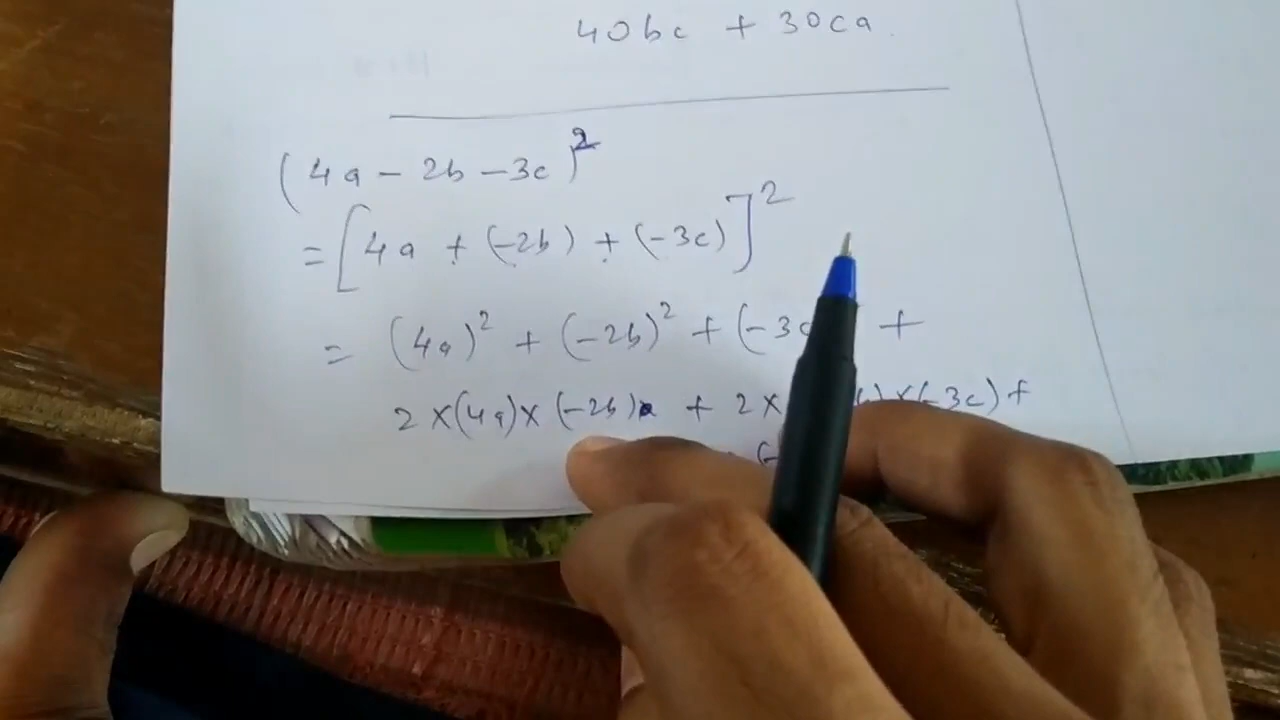 40bc + 30ca
(4a - 2b - 3c)²
= [4a + (-2b) + (-3c)]²
= (4a)² + (-2b)² + (-3c +
2 × (4a) × (-2b) + 2 × ) × (-3c) +